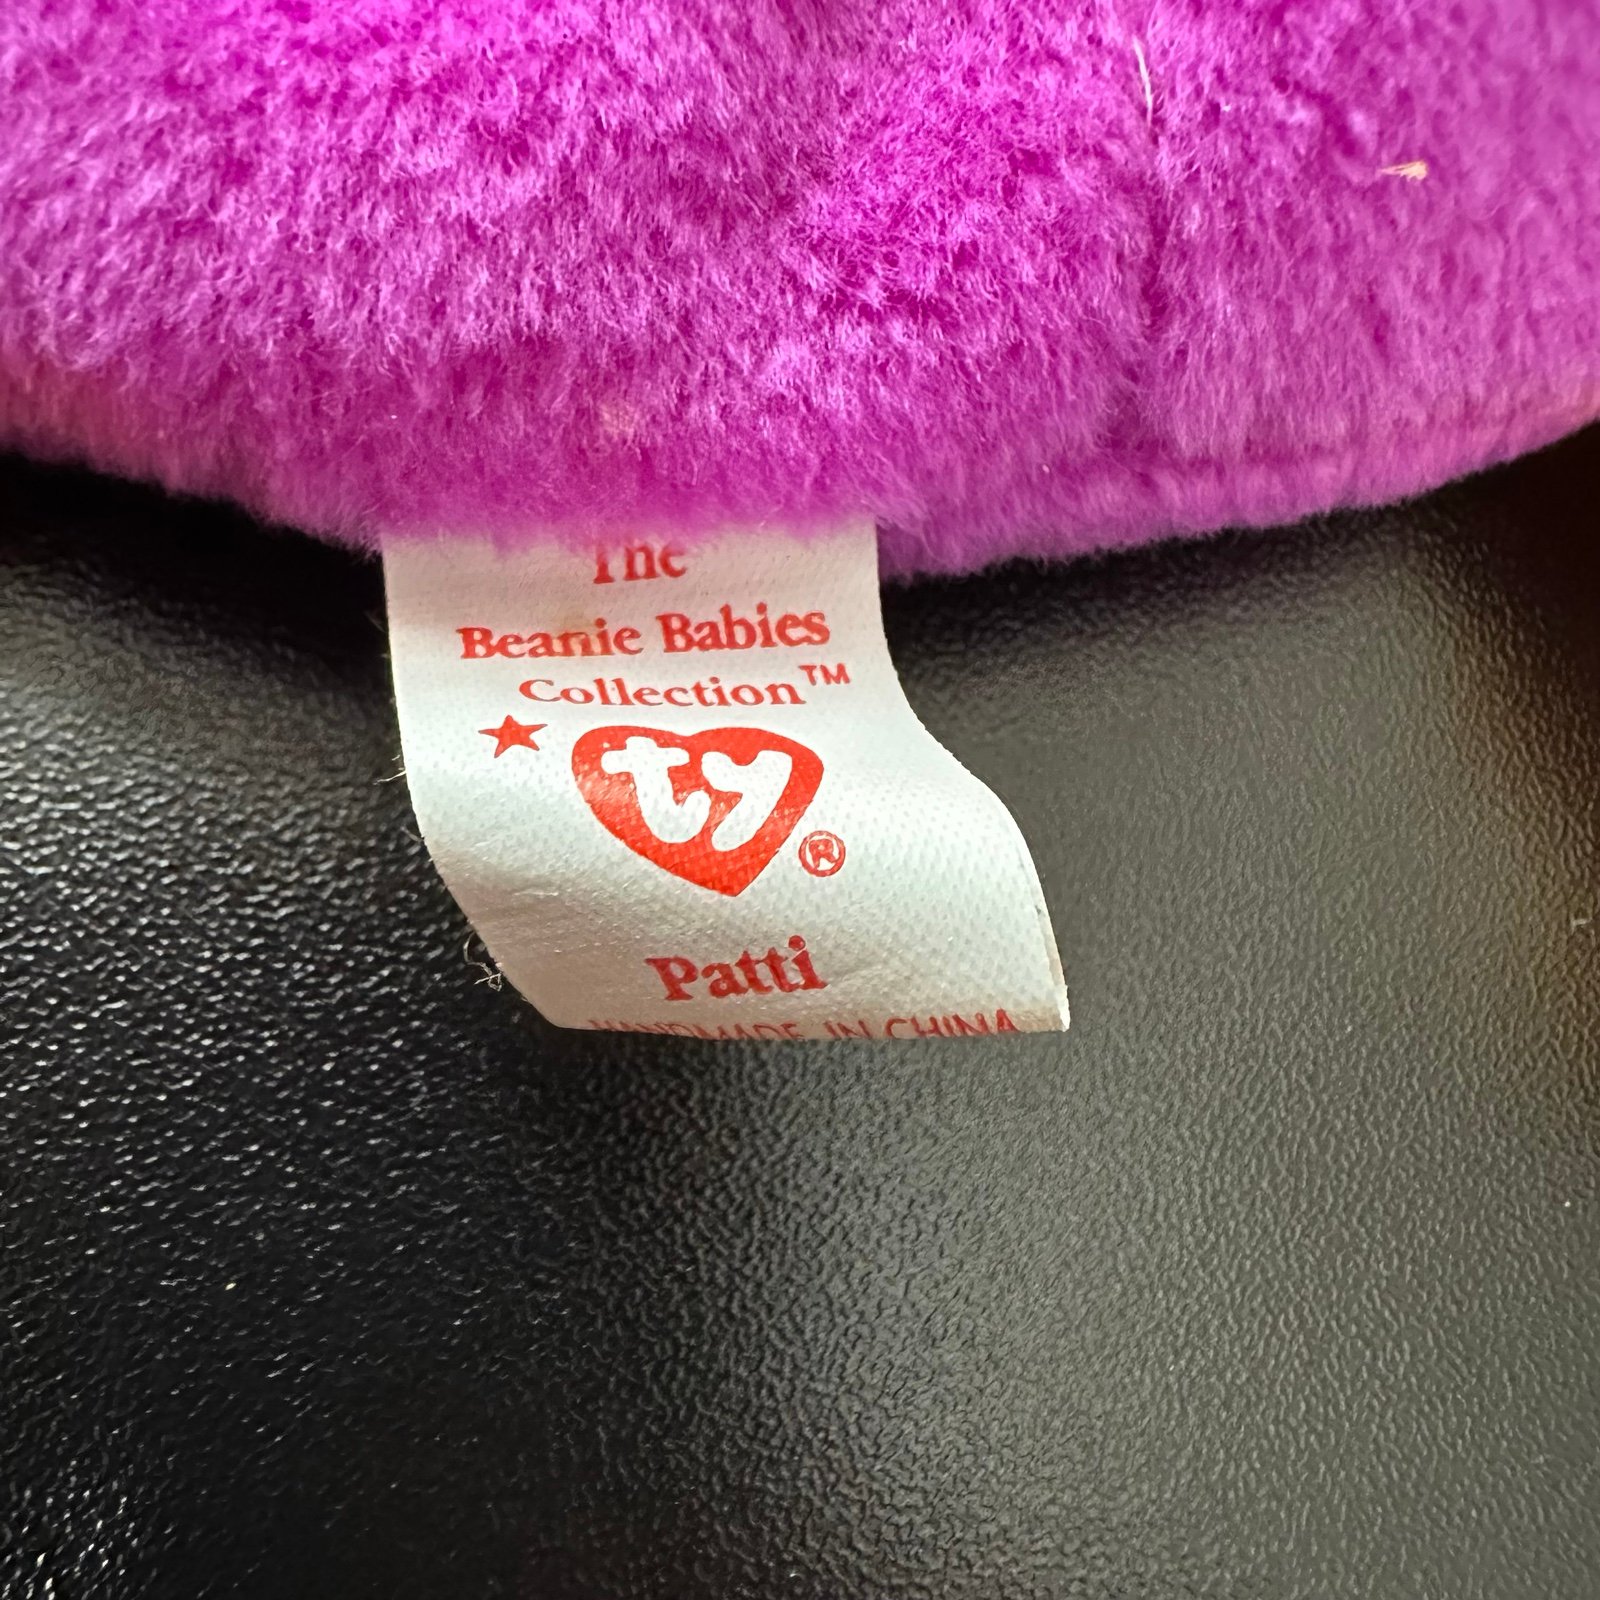 The
Beanie Babies
Collection™
ty®
Patti
HANDMADE IN CHINA